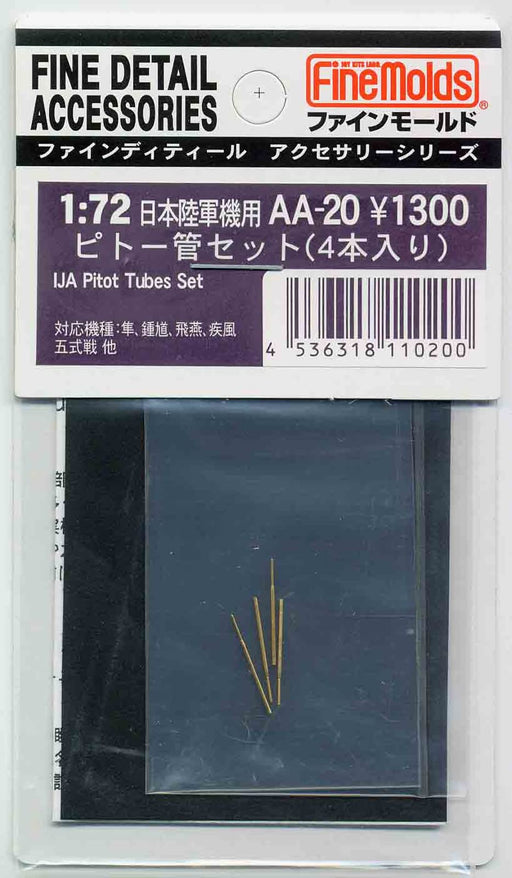 FINE DETAIL
ACCESSORIES
MY KITS LABO.
FineMolds®
ファインモールド
ファインディティール アクセサリーシリーズ
1:72 日本陸軍機用 AA-20 ¥1300
ピトー管セット(4本入り)
IJA Pitot Tubes Set
対応機種:隼、鍾馗、飛燕、疾風
五式戦 他
4 536318 110200